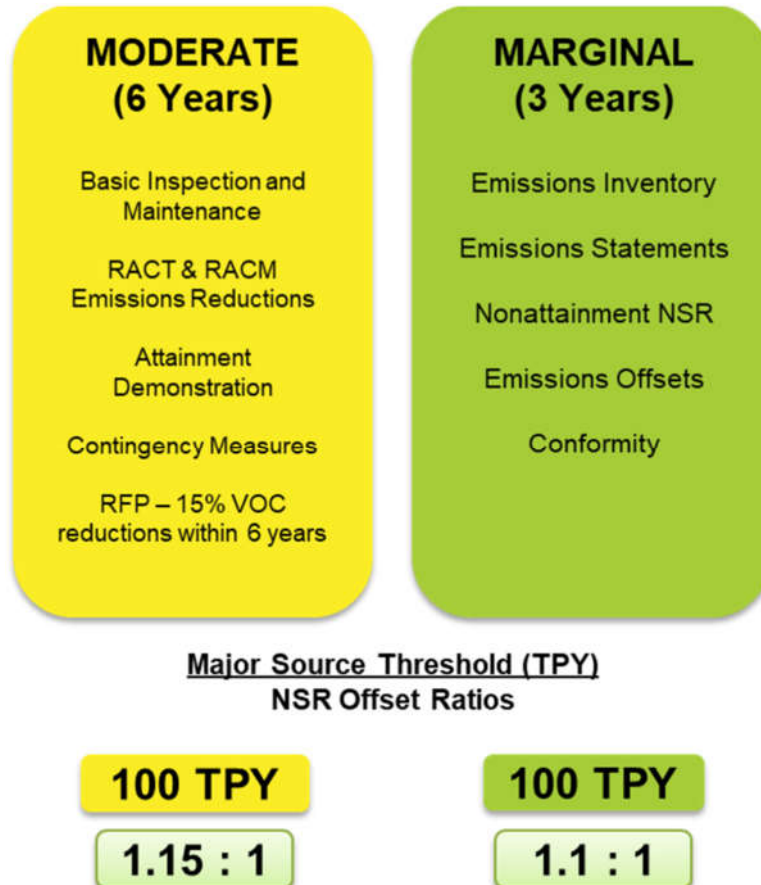 MODERATE
(6 Years)
Basic Inspection and
Maintenance
RACT & RACM
Emissions Reductions
Attainment
Demonstration
Contingency Measures
RFP – 15% VOC
reductions within 6 years
MARGINAL
(3 Years)
Emissions Inventory
Emissions Statements
Nonattainment NSR
Emissions Offsets
Conformity
Major Source Threshold (TPY)
NSR Offset Ratios
100 TPY
1.15 : 1
100 TPY
1.1 : 1